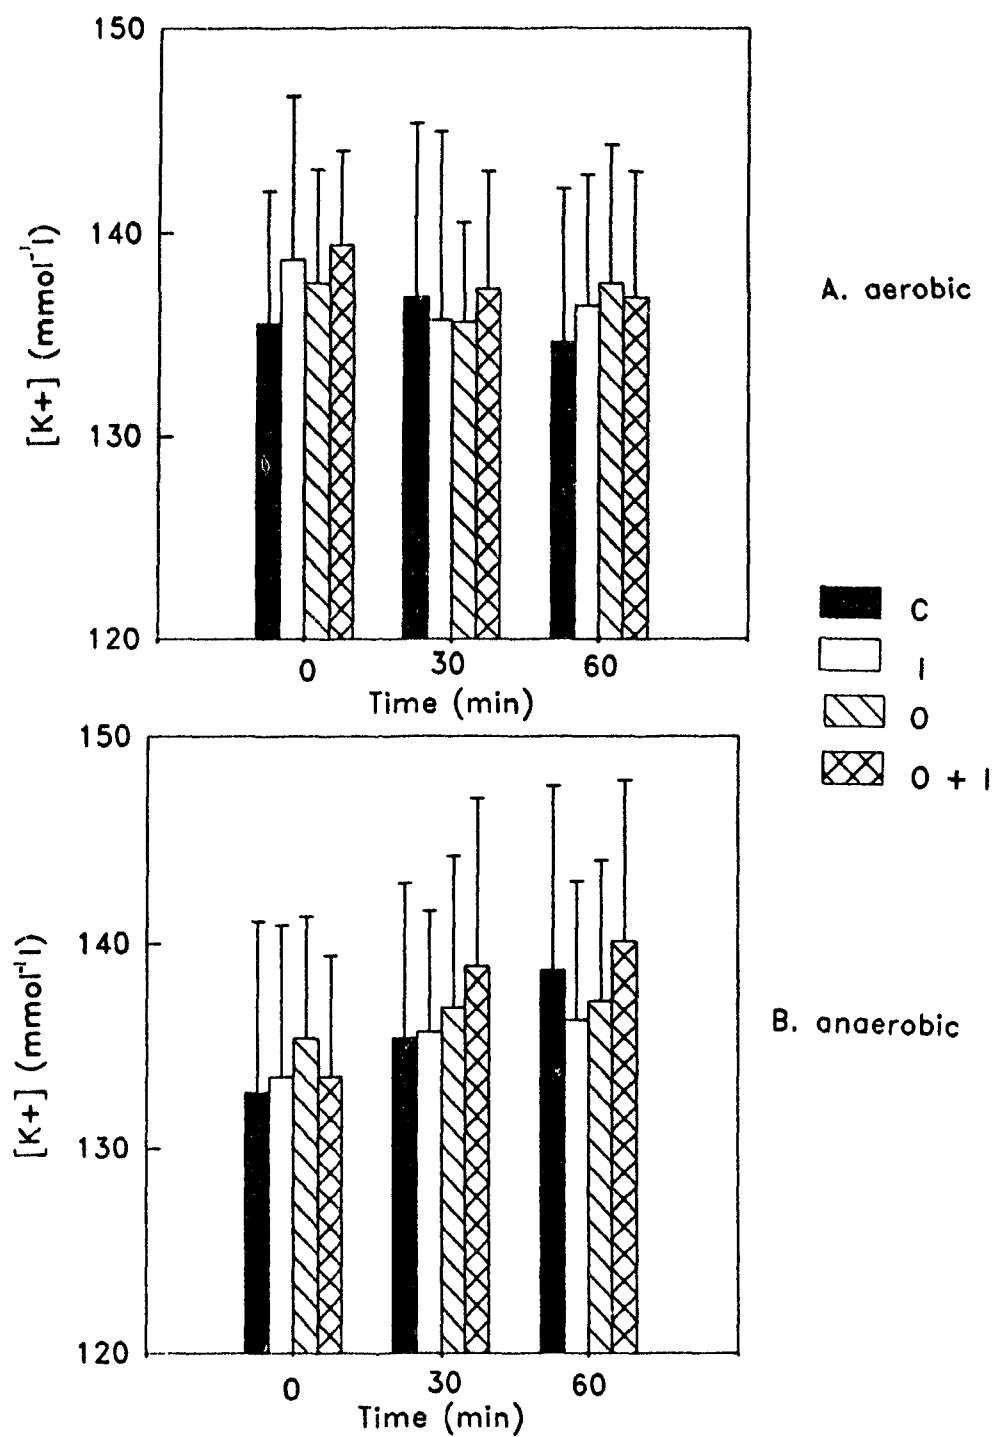 150
140
130
120
[K+] (mmol⁻¹l)
0 30 60
Time (min)
A. aerobic
C
I
O
O + I
150
140
130
120
[K+] (mmol⁻¹l)
0 30 60
Time (min)
B. anaerobic